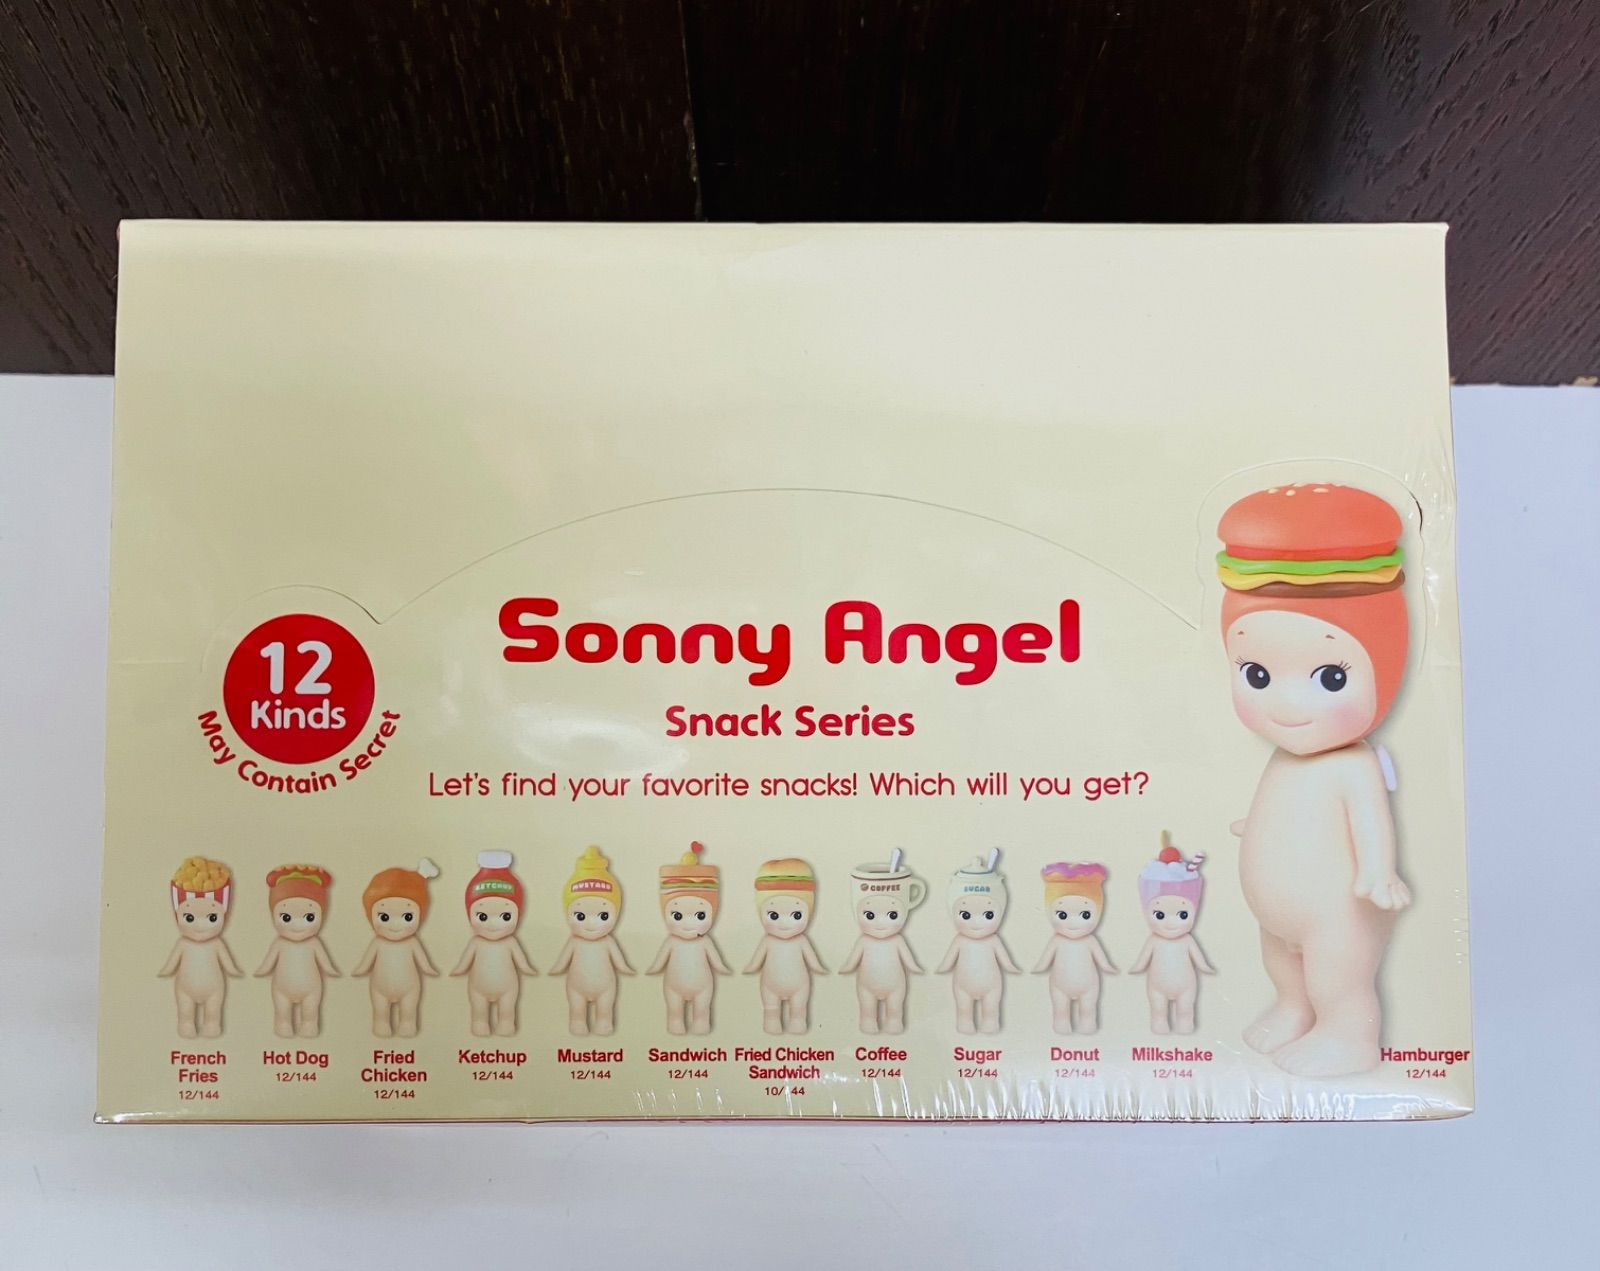 12
Kinds
May Contain Secret
Sonny Angel
Snack Series
Let's find your favorite snacks! Which will you get?
KETCHUP
MUSTARD
COFFEE
SUGAR
French
Fries
12/144
Hot Dog
12/144
Fried
Chicken
12/144
Ketchup
12/144
Mustard
12/144
Sandwich
12/144
Fried Chicken
Sandwich
10/144
Coffee
12/144
Sugar
12/144
Donut
12/144
Milkshake
12/144
Hamburger
12/144